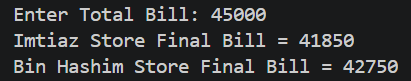 Enter Total Bill: 45000
Imtiaz Store Final Bill = 41850
Bin Hashim Store Final Bill = 42750